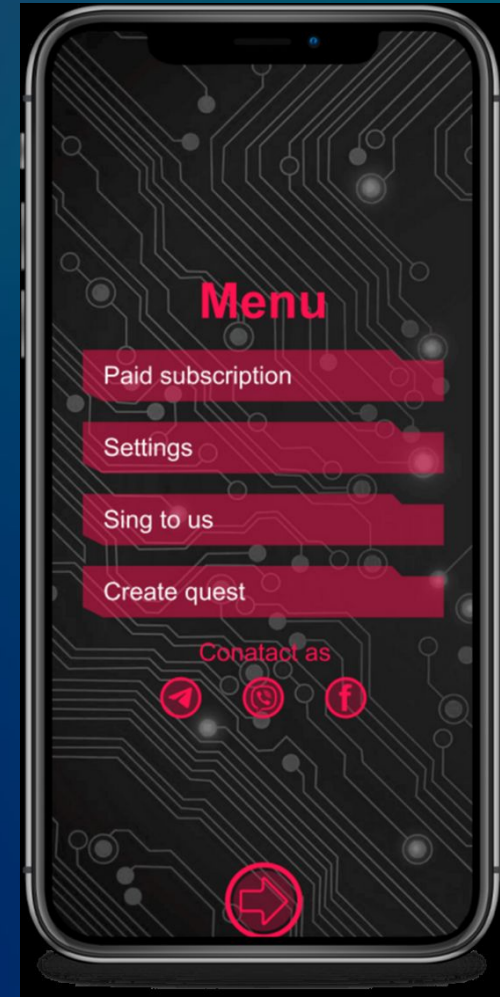 Menu
Paid subscription
Settings
Sing to us
Create quest
Conatact as